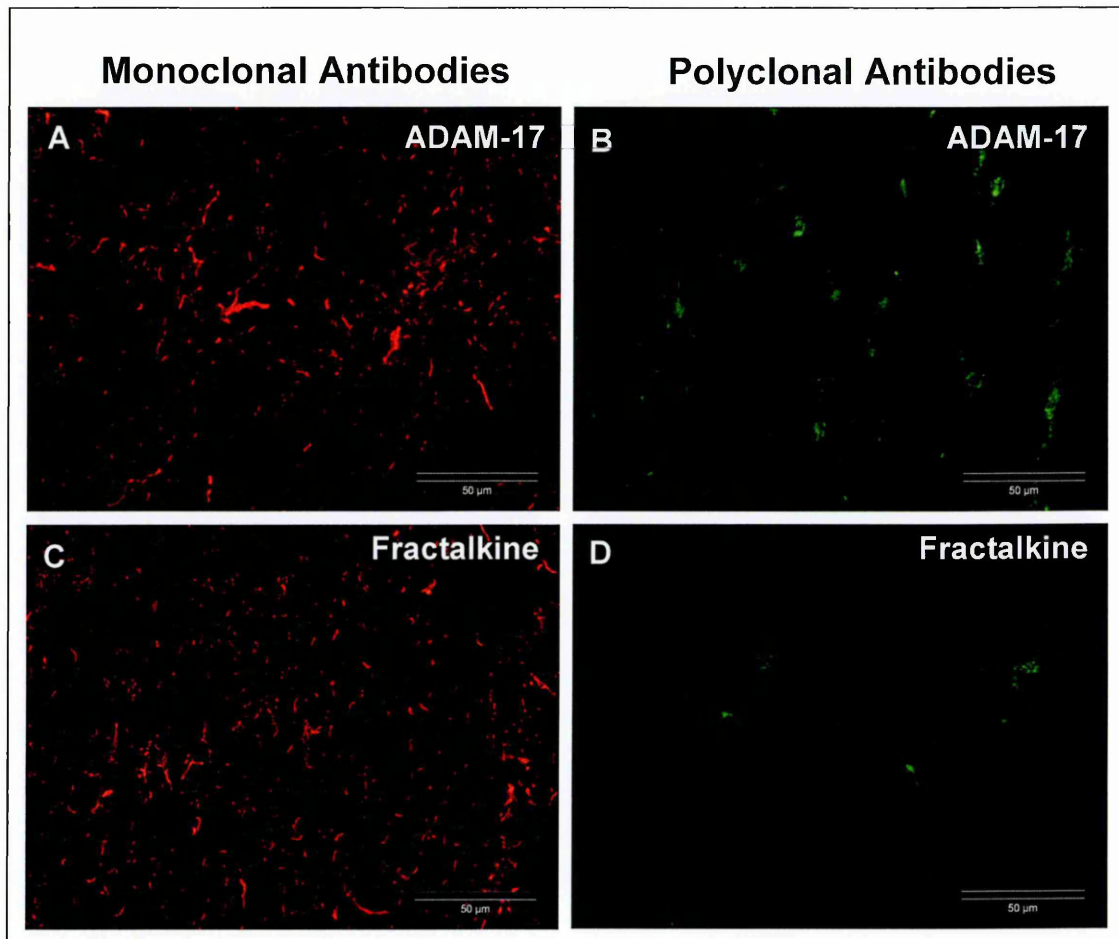 Monoclonal Antibodies
Polyclonal Antibodies
A
ADAM-17
50 µm
B
ADAM-17
50 µm
C
Fractalkine
50 µm
D
Fractalkine
50 µm